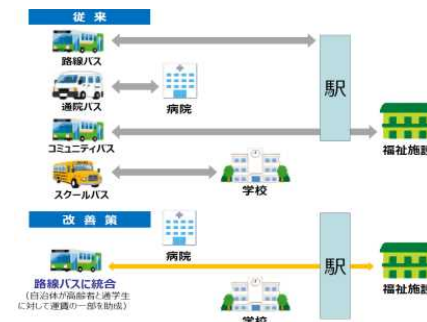 従来
路線バス
駅
通院バス
病院
コミュニティバス
福祉施設
スクールバス
学校
改善策
病院
駅
路線バスに統合
(自治体が高齢者と通学生
に対して運賃の一部を助成)
福祉施設
学校